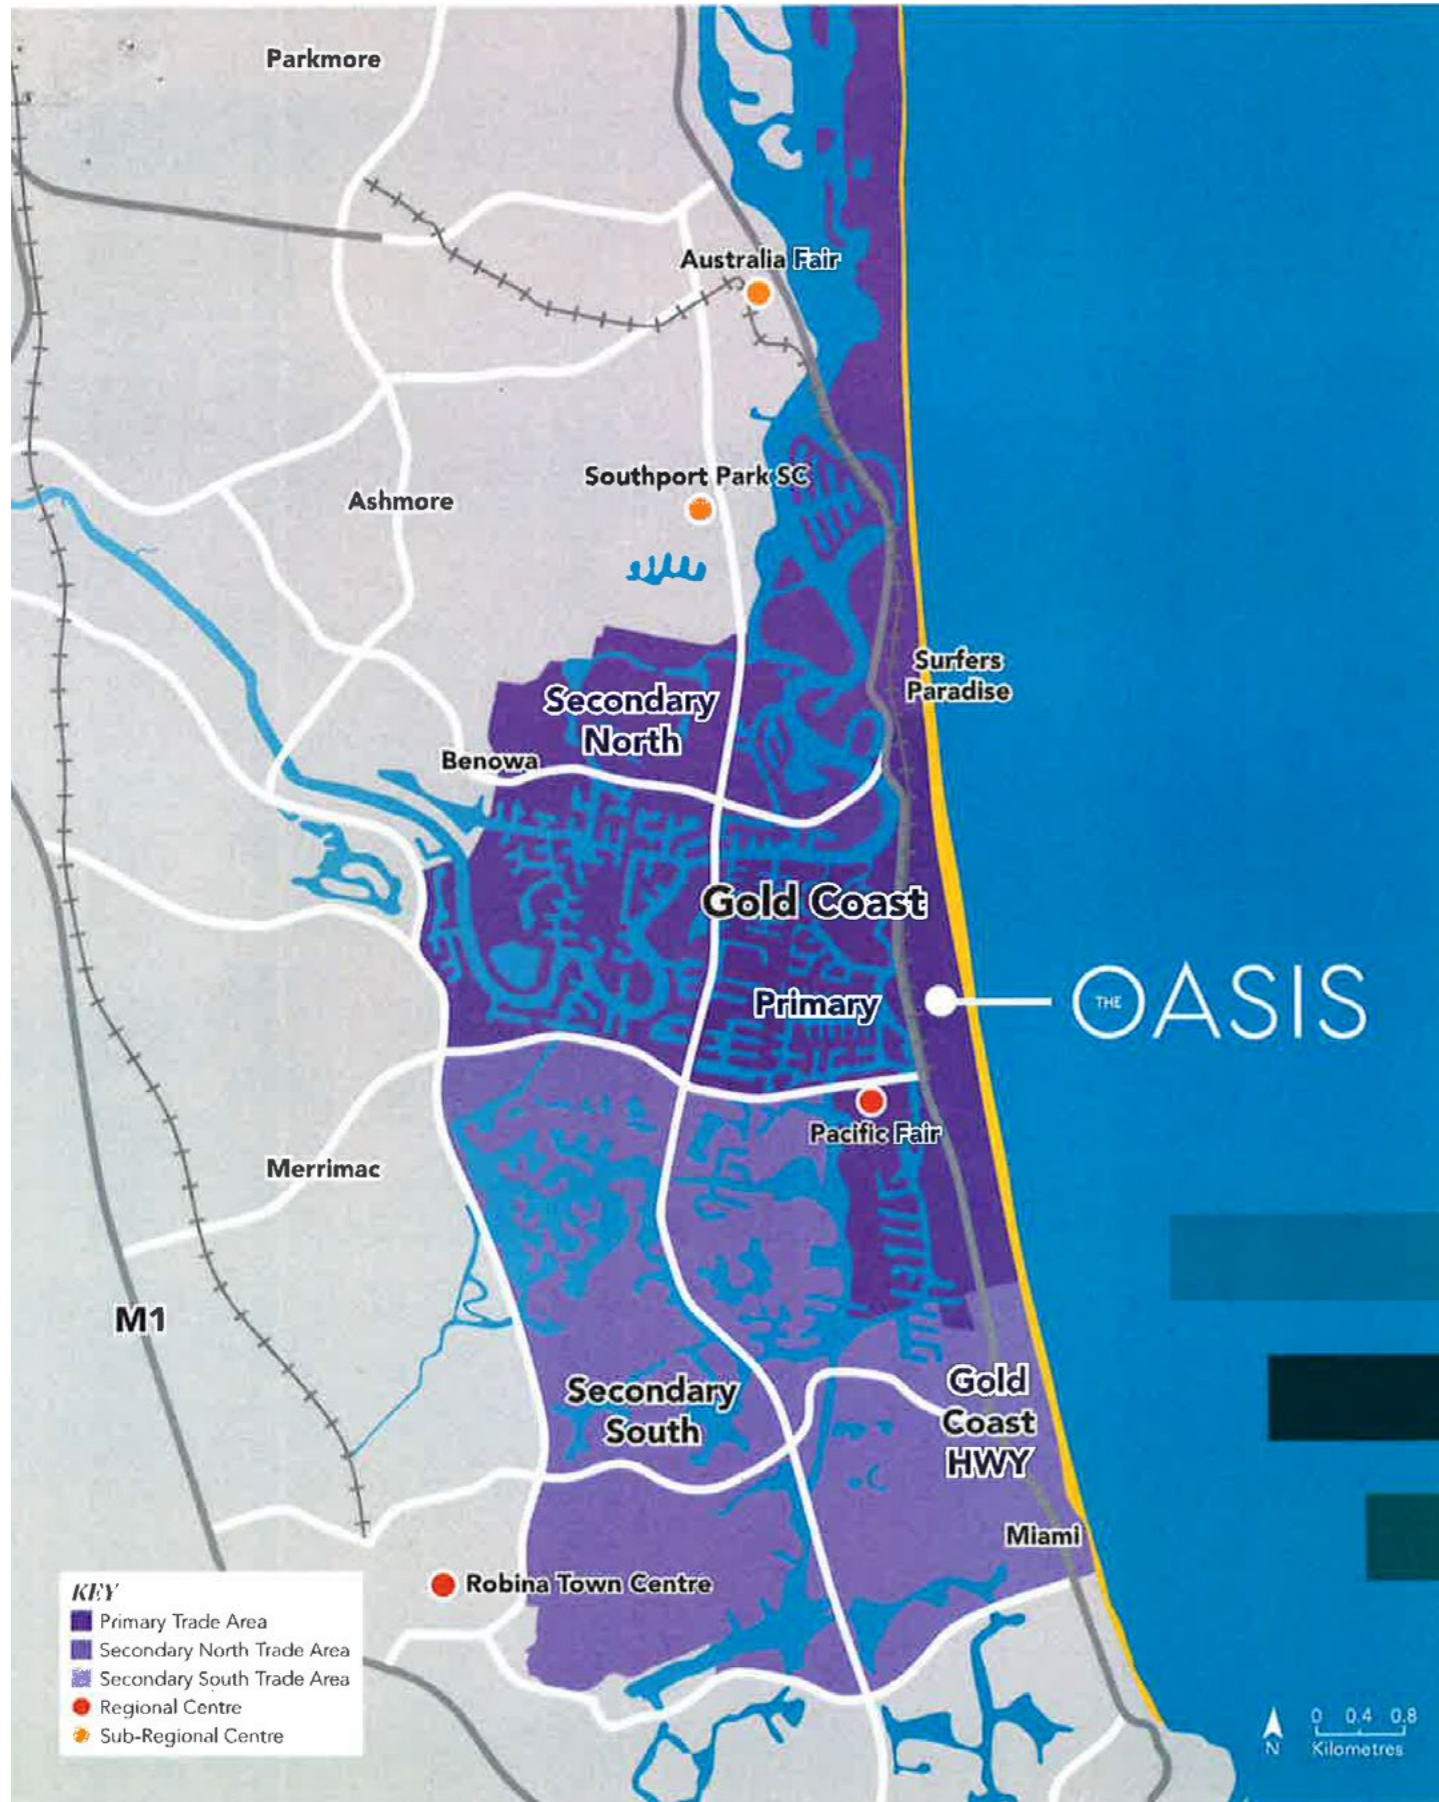 Parkmore
Australia Fair
Southport Park SC
Ashmore
Surfers
Paradise
Secondary
North
Benowa
Gold Coast
Primary
THE OASIS
Pacific Fair
Merrimac
M1
Secondary
South
Gold
Coast
HWY
Miami
Robina Town Centre
KEY
Primary Trade Area
Secondary North Trade Area
Secondary South Trade Area
Regional Centre
Sub-Regional Centre
N
0 0.4 0.8
Kilometres